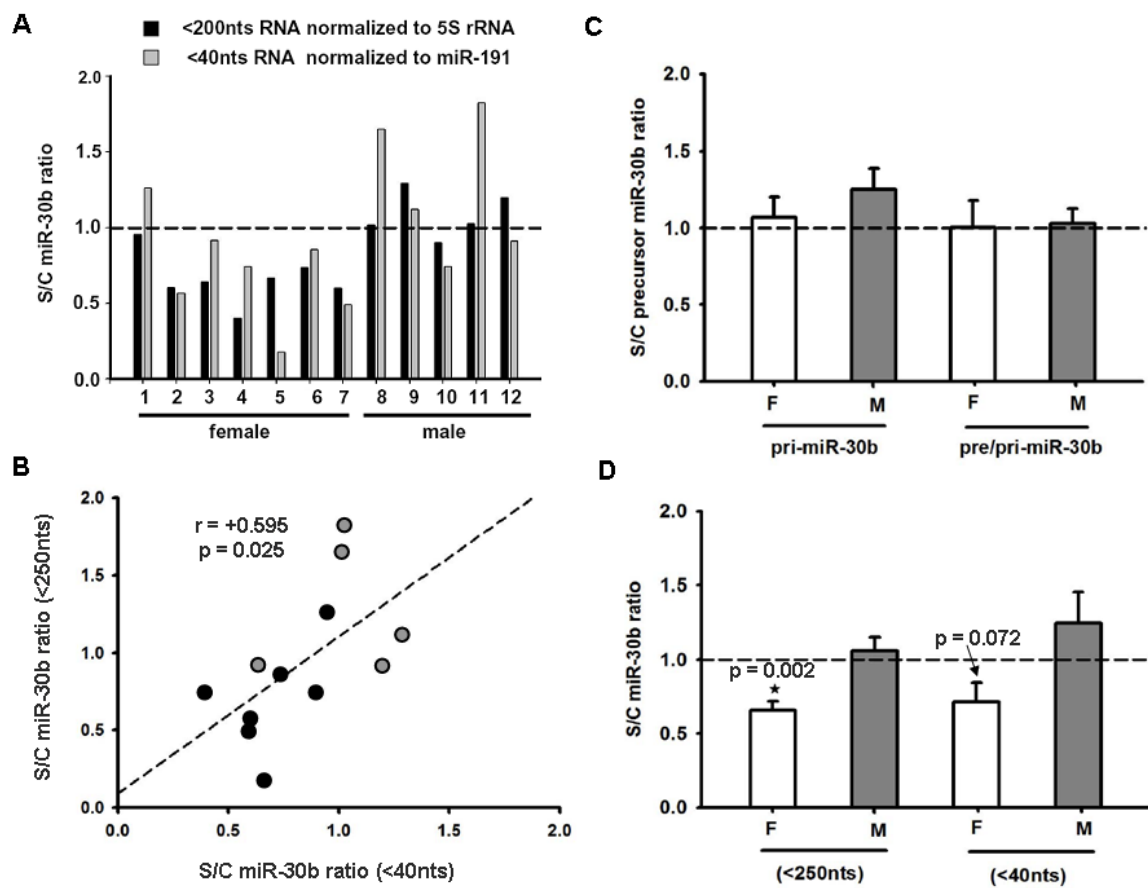 A
<200nts RNA normalized to 5S rRNA
<40nts RNA normalized to miR-191
S/C miR-30b ratio
2.0
1.5
1.0
0.5
0.0
1 2 3 4 5 6 7 8 9 10 11 12
female male
B
S/C miR-30b ratio (<250nts)
2.0
1.5
1.0
0.5
0.0
r = +0.595
p = 0.025
0.0 0.5 1.0 1.5 2.0
S/C miR-30b ratio (<40nts)
C
S/C precursor miR-30b ratio
2.0
1.5
1.0
0.5
0.0
F M F M
pri-miR-30b pre/pri-miR-30b
D
S/C miR-30b ratio
2.0
1.5
1.0
0.5
0.0
p = 0.002
p = 0.072
F M F M
(<250nts) (<40nts)